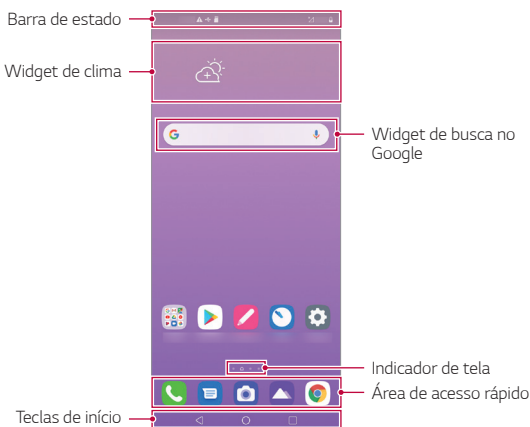 Barra de estado
Widget de clima
Widget de busca no
Google
Indicador de tela
Área de acesso rápido
Teclas de início